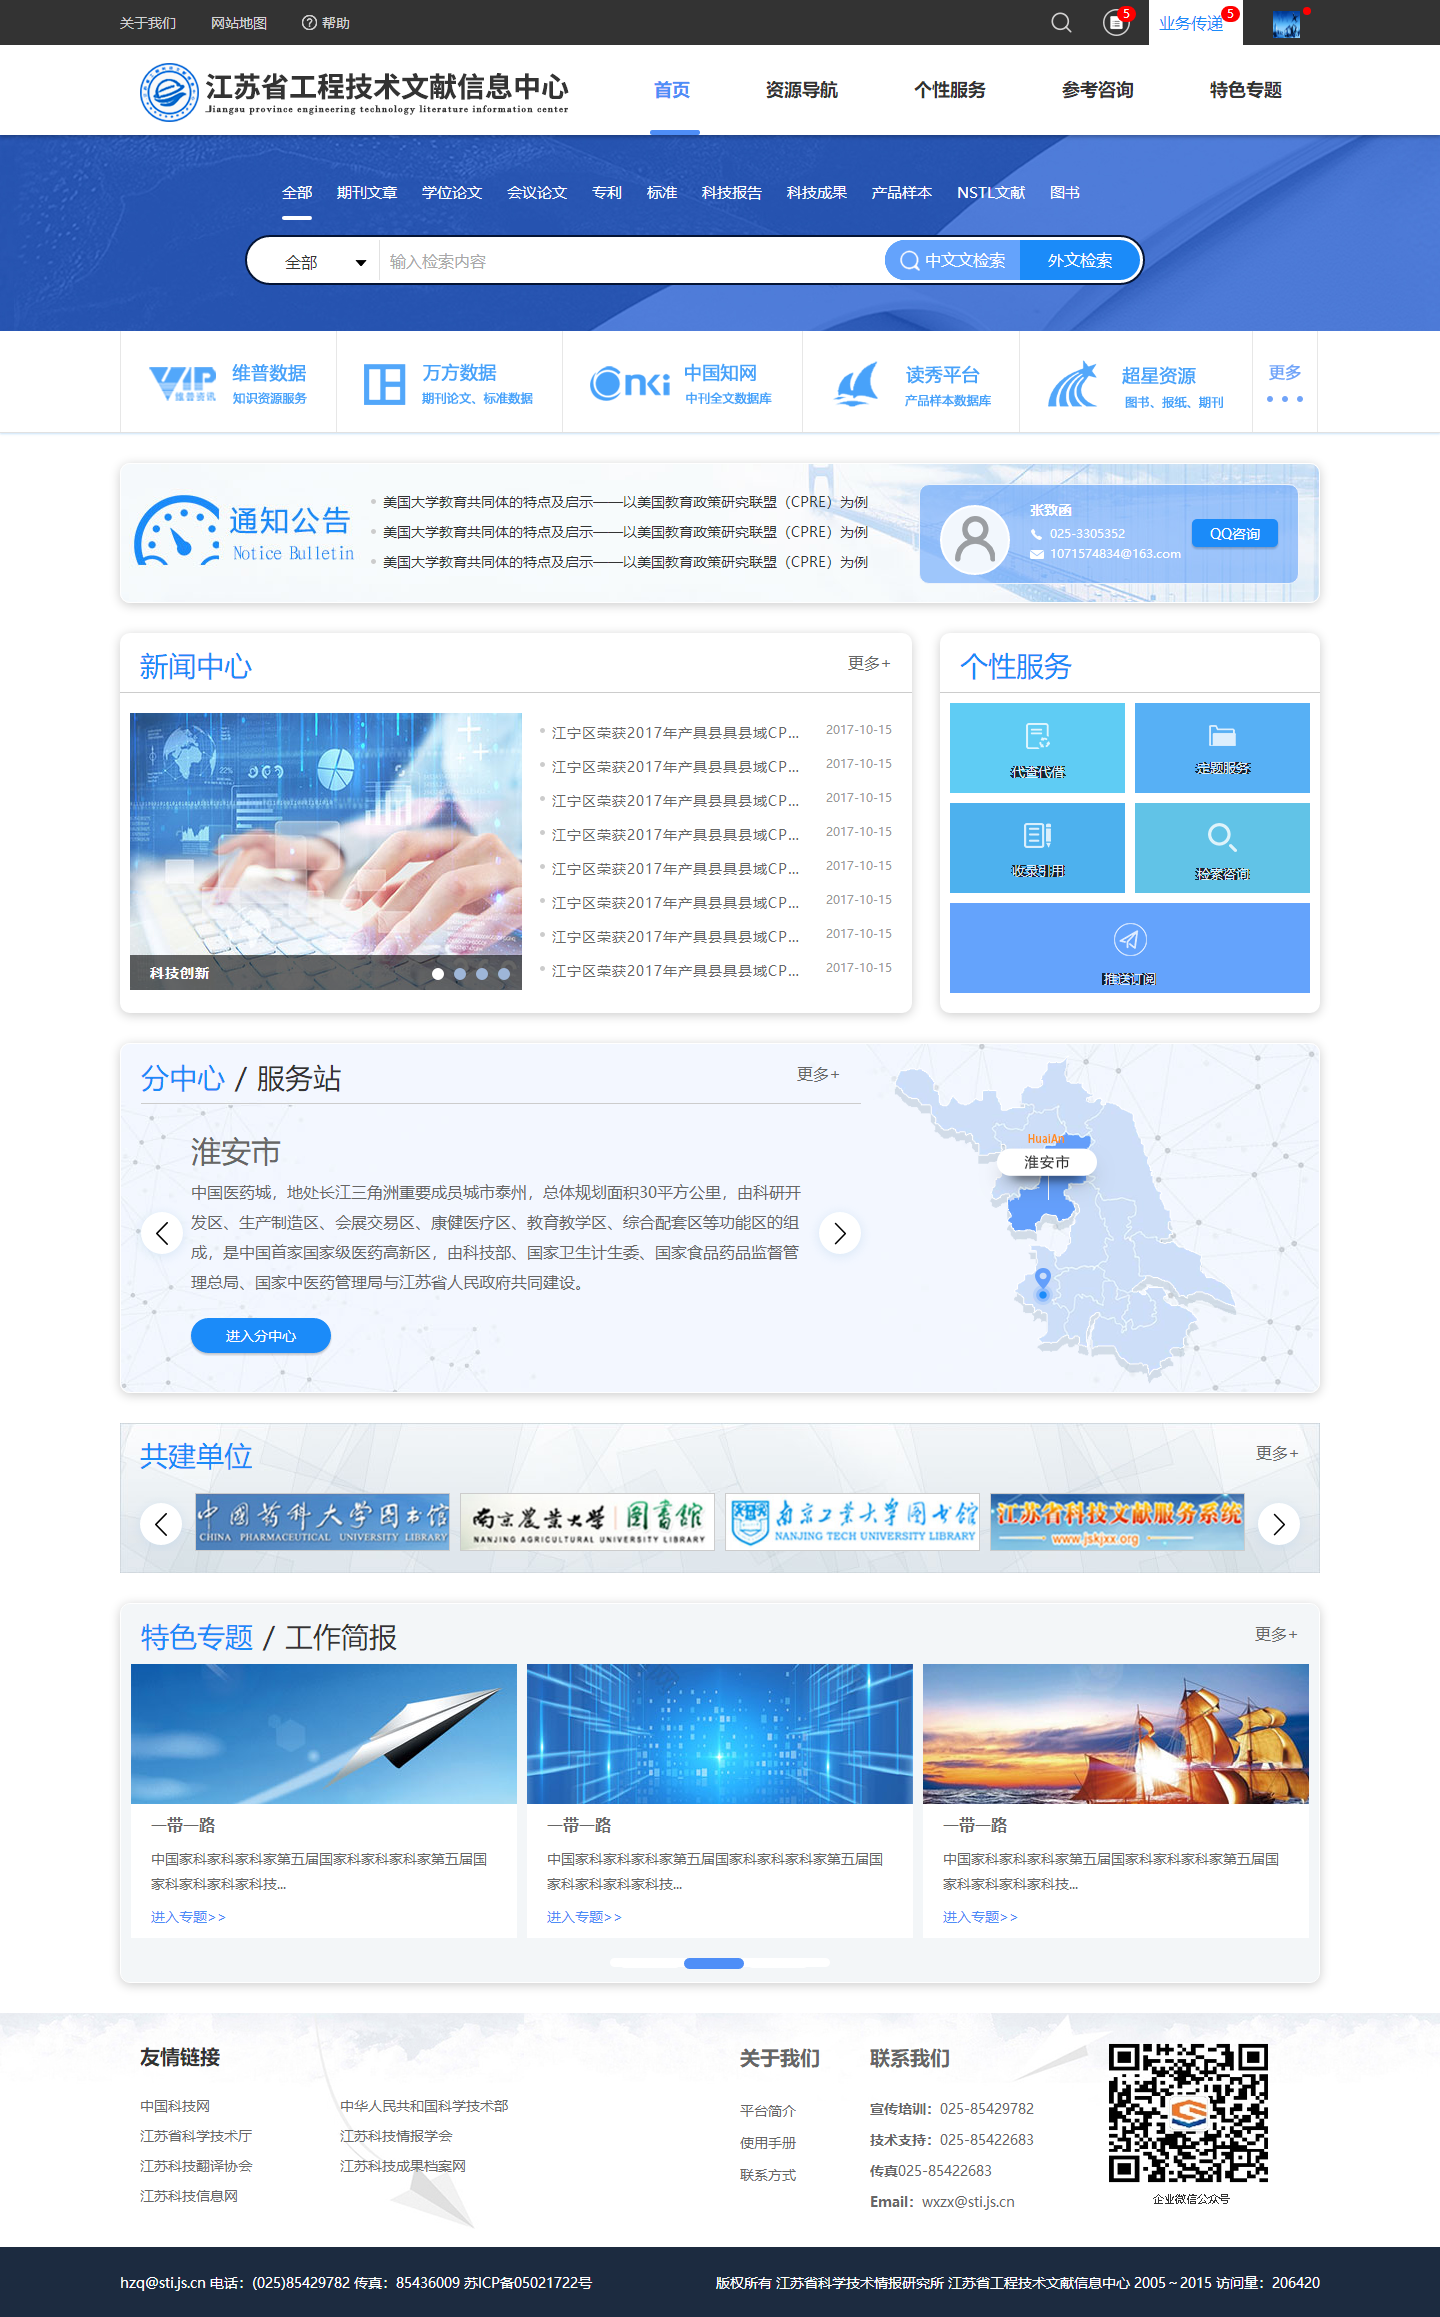 关于我们 网站地图 帮助 5 业务传递 5
江苏省工程技术文献信息中心
Jiangsu province engineering technology literature information center
首页 资源导航 个性服务 参考咨询 特色专题
全部 期刊文章 学位论文 会议论文 专利 标准 科技报告 科技成果 产品样本 NSTL文献 图书
全部 输入检索内容 中文文检索 外文检索
VIP 维普资讯 维普数据 知识资源服务
万方数据 期刊论文、标准数据
cnki 中国知网 中刊全文数据库
读秀平台 产品样本数据库
超星资源 图书、报纸、期刊
更多
通知公告
Notice Bulletin
美国大学教育共同体的特点及启示——以美国教育政策研究联盟（CPRE）为例
美国大学教育共同体的特点及启示——以美国教育政策研究联盟（CPRE）为例
美国大学教育共同体的特点及启示——以美国教育政策研究联盟（CPRE）为例
张致函
025-3305352
1071574834@163.com
QQ咨询
新闻中心 更多+
科技创新
江宁区荣获2017年产具县具县域CP... 2017-10-15
江宁区荣获2017年产具县具县域CP... 2017-10-15
江宁区荣获2017年产具县具县域CP... 2017-10-15
江宁区荣获2017年产具县具县域CP... 2017-10-15
江宁区荣获2017年产具县具县域CP... 2017-10-15
江宁区荣获2017年产具县具县域CP... 2017-10-15
江宁区荣获2017年产具县具县域CP... 2017-10-15
江宁区荣获2017年产具县具县域CP... 2017-10-15
个性服务
代查代借 定题服务
收录引用 检索咨询
推送订阅
分中心 / 服务站 更多+
淮安市
中国医药城，地处长江三角洲重要成员城市泰州，总体规划面积30平方公里，由科研开
发区、生产制造区、会展交易区、康健医疗区、教育教学区、综合配套区等功能区的组
成，是中国首家国家级医药高新区，由科技部、国家卫生计生委、国家食品药品监督管
理总局、国家中医药管理局与江苏省人民政府共同建设。
进入分中心
HuaiAn
淮安市
共建单位 更多+
中国药科大学图书馆
CHINA PHARMACEUTICAL UNIVERSITY LIBRARY
南京农业大学 图书馆
NANJING AGRICULTURAL UNIVERSITY LIBRARY
南京工业大学图书馆
NANJING TECH UNIVERSITY LIBRARY
江苏省科技文献服务系统
www.jskjxx.org
特色专题 / 工作简报 更多+
一带一路
中国家科家科家科家第五届国家科家科家科家第五届国
家科家科家科家科技...
进入专题>>
一带一路
中国家科家科家科家第五届国家科家科家科家第五届国
家科家科家科家科技...
进入专题>>
一带一路
中国家科家科家科家第五届国家科家科家科家第五届国
家科家科家科家科技...
进入专题>>
友情链接
中国科技网 中华人民共和国科学技术部
江苏省科学技术厅 江苏科技情报学会
江苏科技翻译协会 江苏科技成果档案网
江苏科技信息网
关于我们
平台简介
使用手册
联系方式
联系我们
宣传培训：025-85429782
技术支持：025-85422683
传真025-85422683
Email：wxzx@sti.js.cn
企业微信公众号
hzq@sti.js.cn 电话：(025)85429782 传真：85436009 苏ICP备05021722号
版权所有 江苏省科学技术情报研究所 江苏省工程技术文献信息中心 2005～2015 访问量：206420